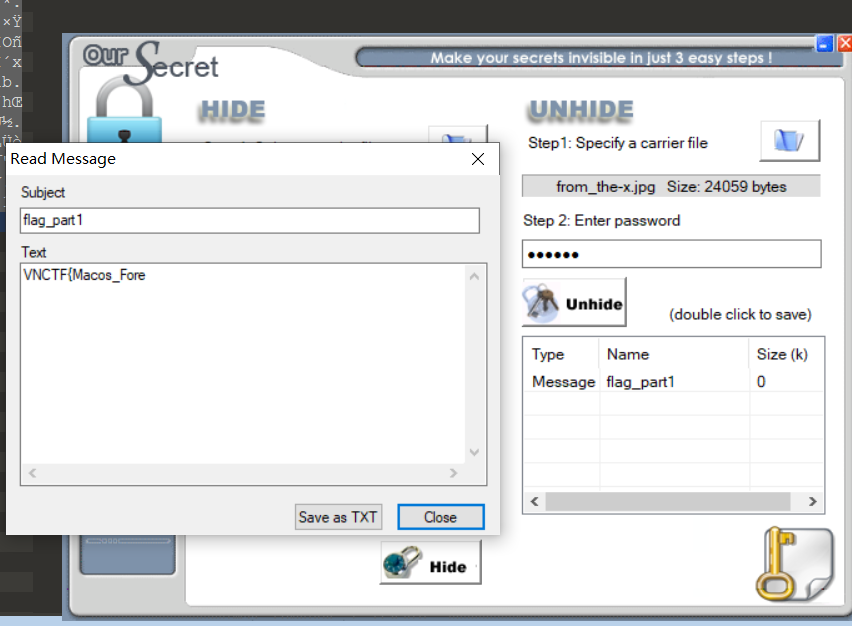 Our Secret
Make your secrets invisible in just 3 easy steps !
HIDE
UNHIDE
Step1: Specify a carrier file
from_the-x.jpg Size: 24059 bytes
Step 2: Enter password
••••••
Unhide
(double click to save)
Type Name Size (k)
Message flag_part1 0
Read Message
Subject
flag_part1
Text
VNCTF{Macos_Fore
Save as TXT
Close
Hide